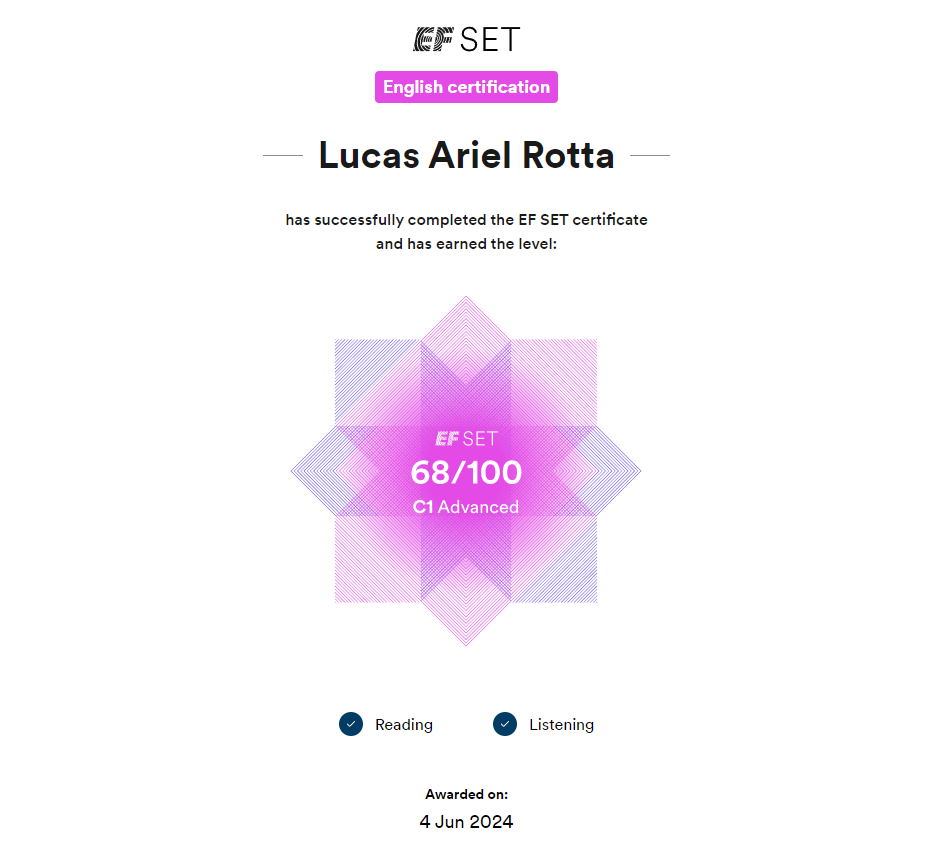 EF SET
English certification
Lucas Ariel Rotta
has successfully completed the EF SET certificate
and has earned the level:
EF SET
68/100
C1 Advanced
Reading
Listening
Awarded on:
4 Jun 2024